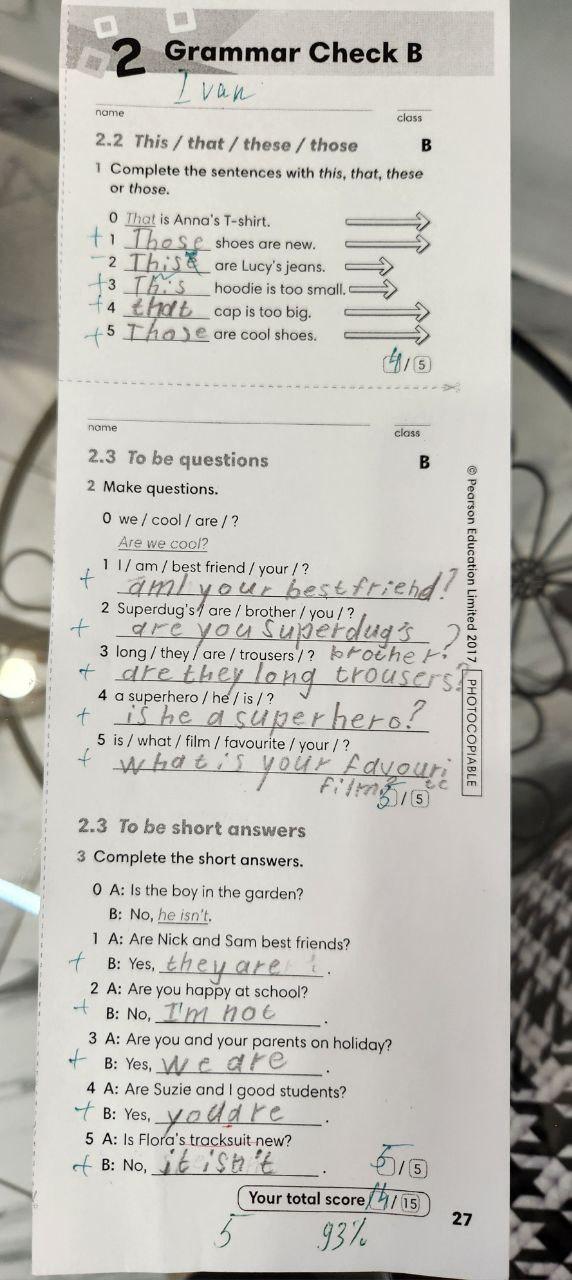 2 Grammar Check B
Ivan
name class
2.2 This / that / these / those B
1 Complete the sentences with this, that, these
or those.
0 That is Anna's T-shirt.
+ 1 Those shoes are new.
- 2 This are Lucy's jeans.
+ 3 This hoodie is too small.
+ 4 that cap is too big.
+ 5 Those are cool shoes.
4/5
name class
2.3 To be questions B
2 Make questions.
0 we / cool / are / ?
Are we cool?
1 I / am / best friend / your / ?
+ amI your best friend?
2 Superdug's / are / brother / you / ?
+ are you Superdug's ?
3 long / they / are / trousers / ? brother.
+ are they long trousers?
4 a superhero / he / is / ?
+ is he a superhero?
5 is / what / film / favourite / your / ?
+ what is your favouri
film? te
5/5
© Pearson Education Limited 2017 PHOTOCOPIABLE
2.3 To be short answers
3 Complete the short answers.
0 A: Is the boy in the garden?
B: No, he isn't.
1 A: Are Nick and Sam best friends?
+ B: Yes, they are.
2 A: Are you happy at school?
+ B: No, I'm not.
3 A: Are you and your parents on holiday?
+ B: Yes, we are.
4 A: Are Suzie and I good students?
+ B: Yes, you are.
5 A: Is Flora's tracksuit new?
+ B: No, it isn't.
5/5
Your total score 14/15
27
5 93%